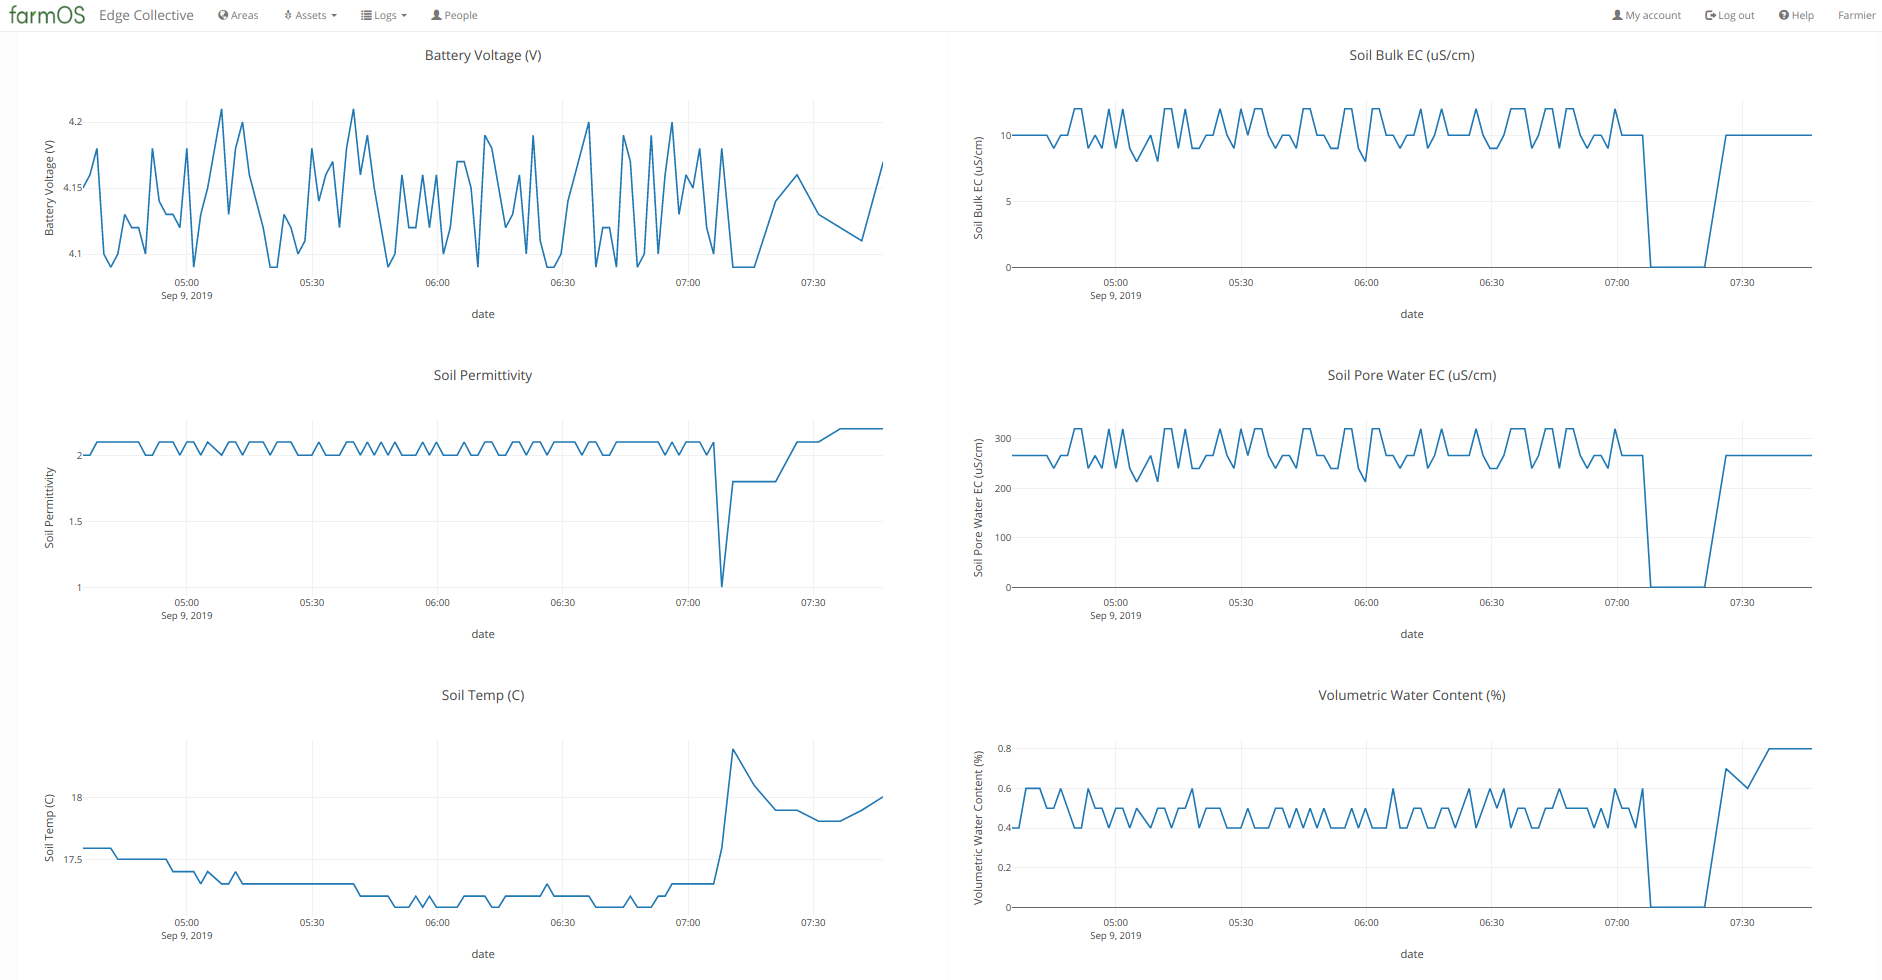 farmOS Edge Collective Areas Assets Logs People My account Log out Help Farmier
Battery Voltage (V)
Battery Voltage (V)
4.2
4.15
4.1
05:00 05:30 06:00 06:30 07:00 07:30
Sep 9, 2019
date
Soil Bulk EC (uS/cm)
Soil Bulk EC (uS/cm)
10
5
0
05:00 05:30 06:00 06:30 07:00 07:30
Sep 9, 2019
date
Soil Permittivity
Soil Permittivity
2
1.5
1
05:00 05:30 06:00 06:30 07:00 07:30
Sep 9, 2019
date
Soil Pore Water EC (uS/cm)
Soil Pore Water EC (uS/cm)
300
200
100
0
05:00 05:30 06:00 06:30 07:00 07:30
Sep 9, 2019
date
Soil Temp (C)
Soil Temp (C)
18
17.5
05:00 05:30 06:00 06:30 07:00 07:30
Sep 9, 2019
date
Volumetric Water Content (%)
Volumetric Water Content (%)
0.8
0.6
0.4
0.2
0
05:00 05:30 06:00 06:30 07:00 07:30
Sep 9, 2019
date